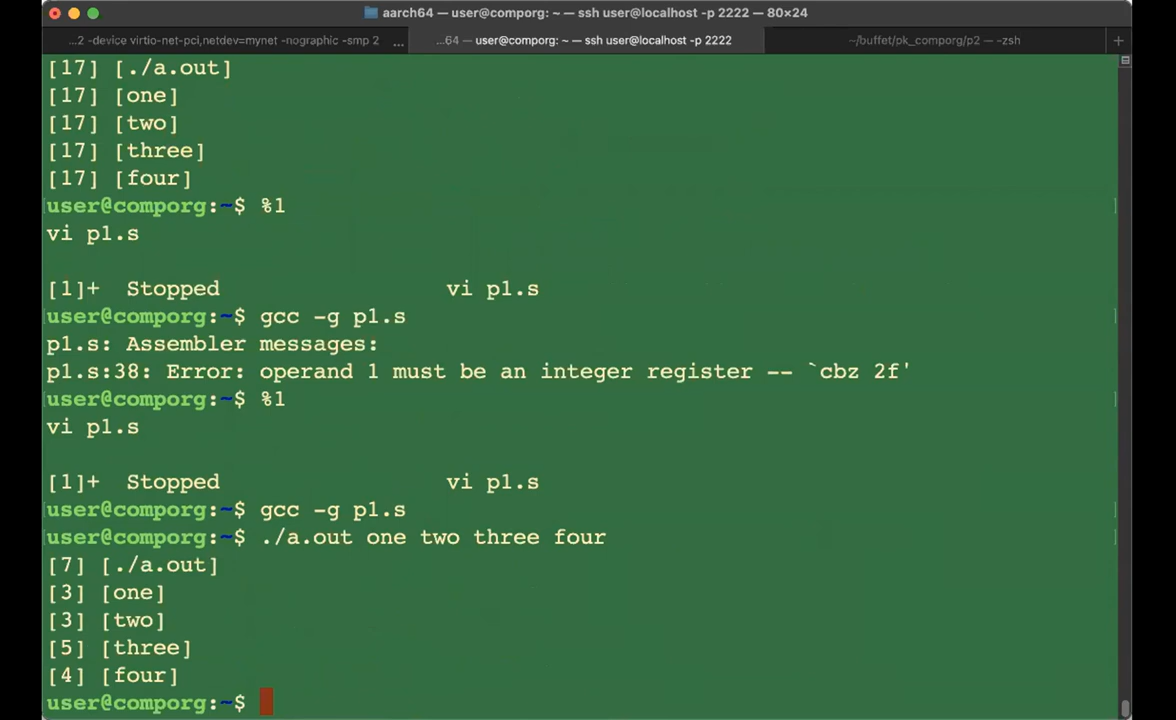 aarch64 — user@comporg: ~ — ssh user@localhost -p 2222 — 80×24
...2 -device virtio-net-pci,netdev=mynet -nographic -smp 2 ... ...64 — user@comporg: ~ — ssh user@localhost -p 2222 ~/buffet/pk_comporg/p2 — -zsh +
[17] [./a.out]
[17] [one]
[17] [two]
[17] [three]
[17] [four]
user@comporg:~$ %1
vi p1.s
[1]+  Stopped                 vi p1.s
user@comporg:~$ gcc -g p1.s
p1.s: Assembler messages:
p1.s:38: Error: operand 1 must be an integer register -- `cbz 2f'
user@comporg:~$ %1
vi p1.s
[1]+  Stopped                 vi p1.s
user@comporg:~$ gcc -g p1.s
user@comporg:~$ ./a.out one two three four
[7] [./a.out]
[3] [one]
[3] [two]
[5] [three]
[4] [four]
user@comporg:~$